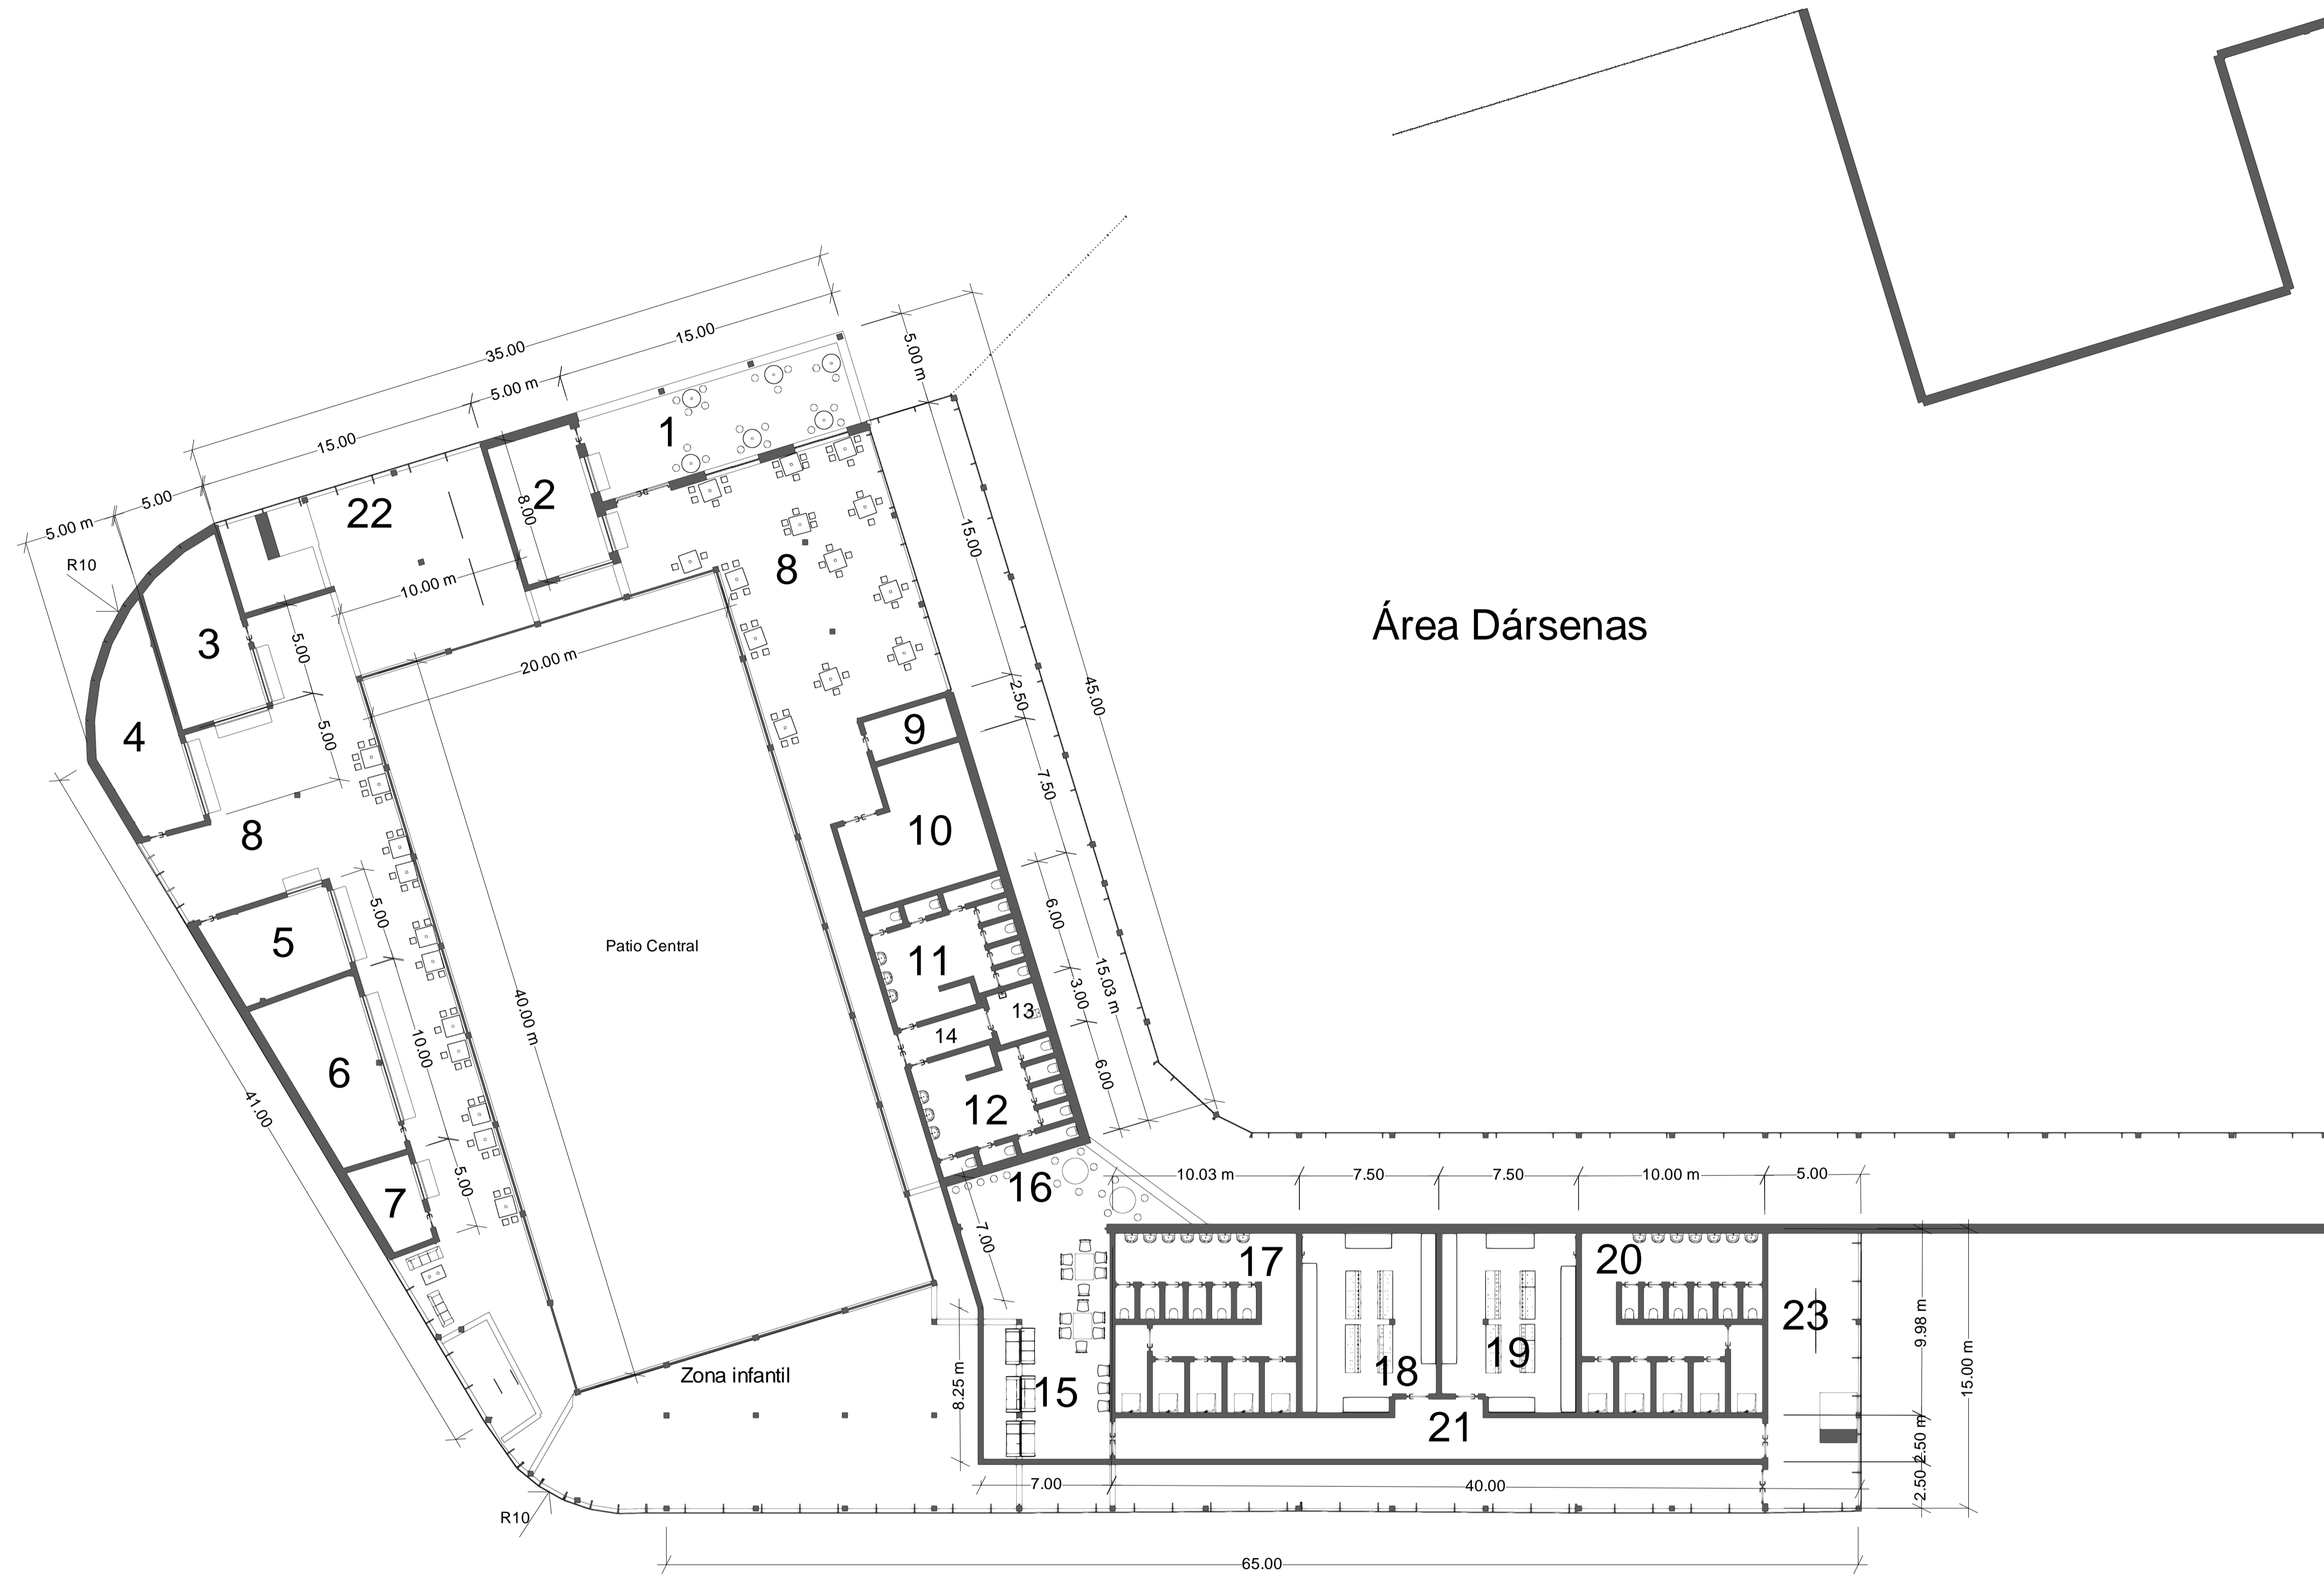 35.00
15.00
5.00 m
15.00
5.00
5.00 m
R10
5.00 m
1
2
8.00
22
10.00 m
15.00
8
3
5.00
20.00 m
Área Dársenas
45.00
2.50
4
5.00
9
7.50
8
10
5.00
5
6.00
Patio Central
11
40.00 m
15.03 m
3.00
13
14
10.00
6
6.00
41.00
12
7
5.00
16
10.03 m
7.50
7.50
10.00 m
5.00
7.00
17
20
23
9.98 m
15.00 m
19
18
Zona infantil
8.25 m
15
21
2.50 m
2.50
7.00
40.00
R10
65.00